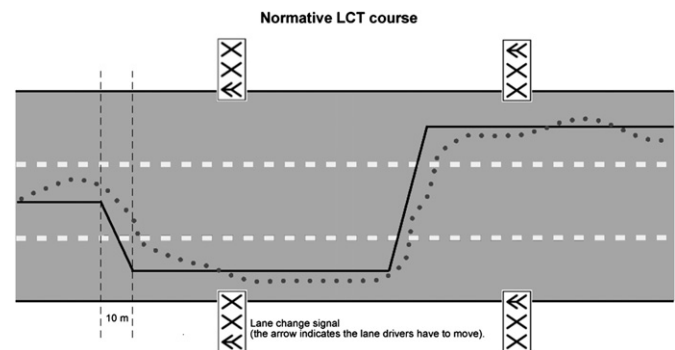 Normative LCT course
10 m
Lane change signal
(the arrow indicates the lane drivers have to move).